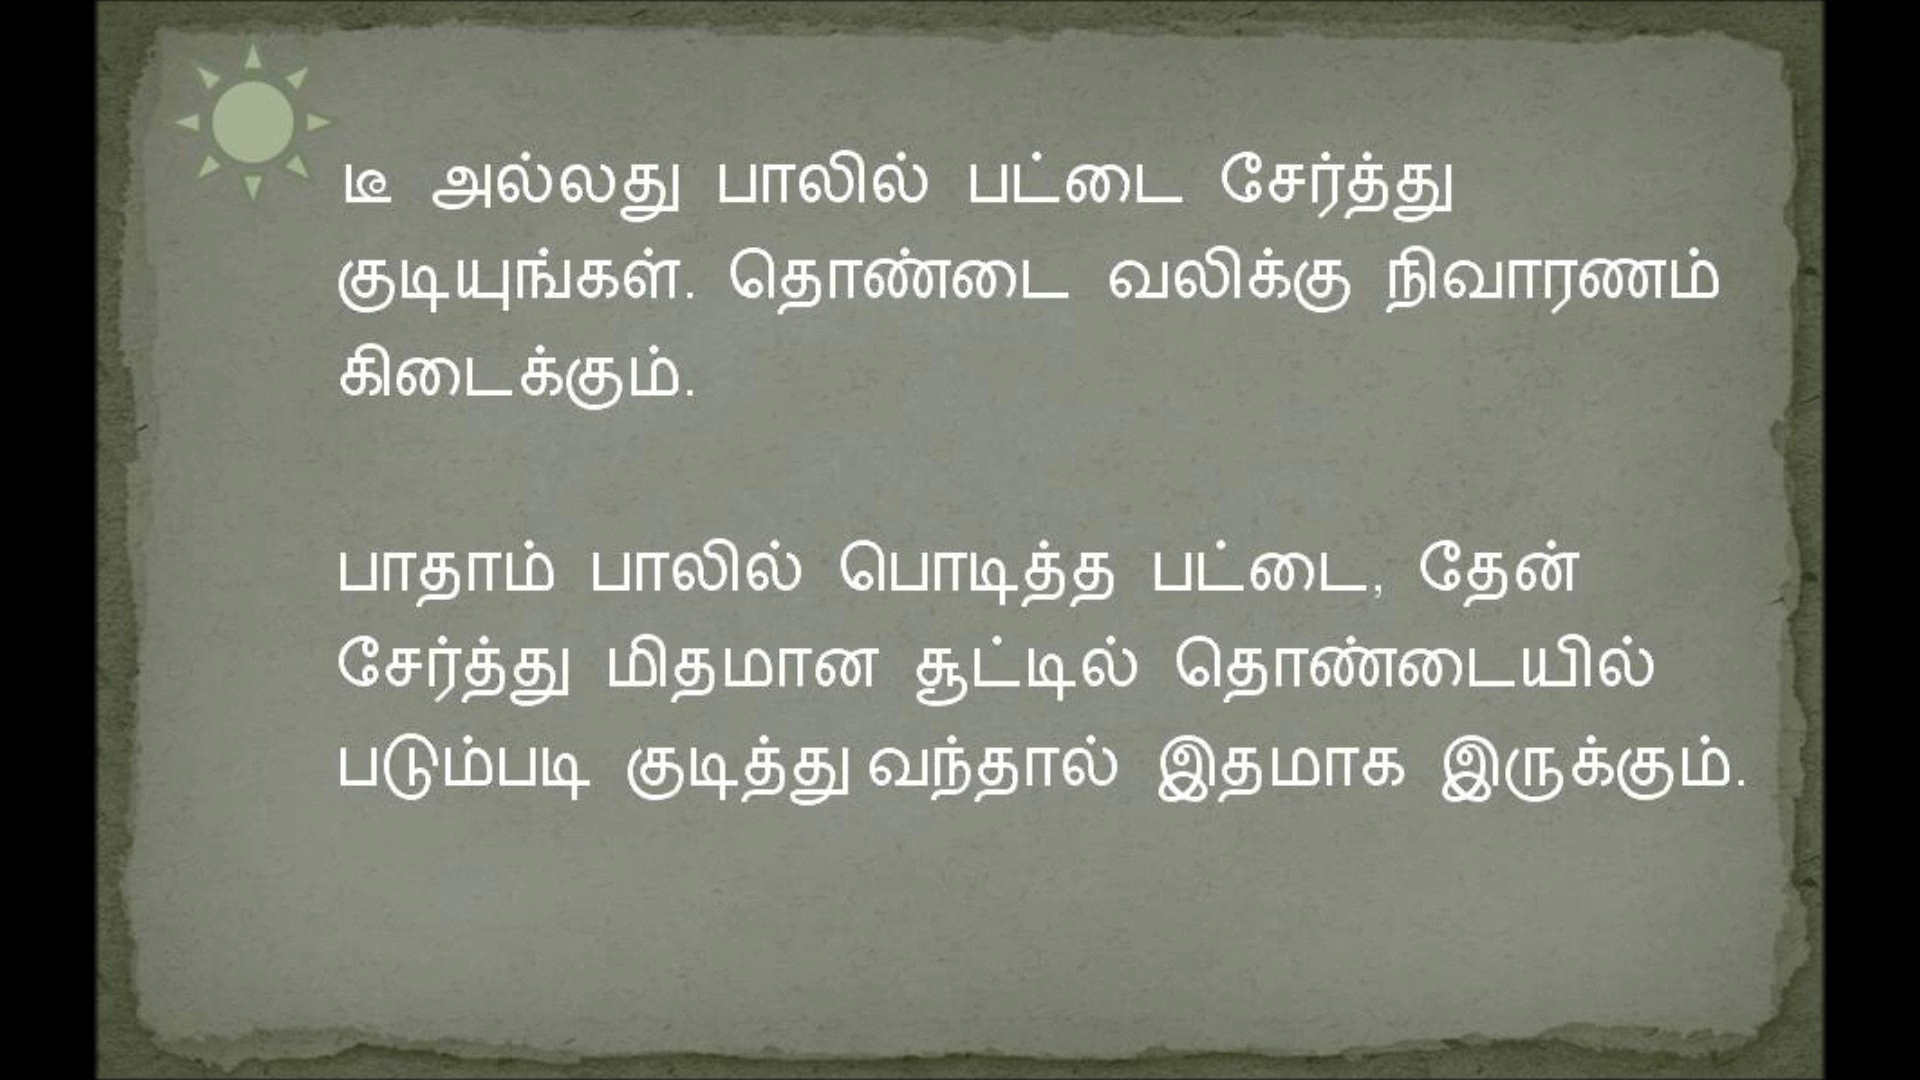 டீ அல்லது பாலில் பட்டை சேர்த்து
குடியுங்கள். தொண்டை வலிக்கு நிவாரணம்
கிடைக்கும்.
பாதாம் பாலில் பொடித்த பட்டை, தேன்
சேர்த்து மிதமான சூட்டில் தொண்டையில்
படும்படி குடித்து வந்தால் இதமாக இருக்கும்.